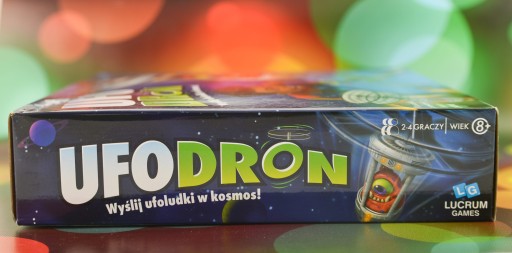 UFODRON
Wyślij ufoludki w kosmos!
2-4 GRACZY | WIEK 8+
LG
LUCRUM
GAMES